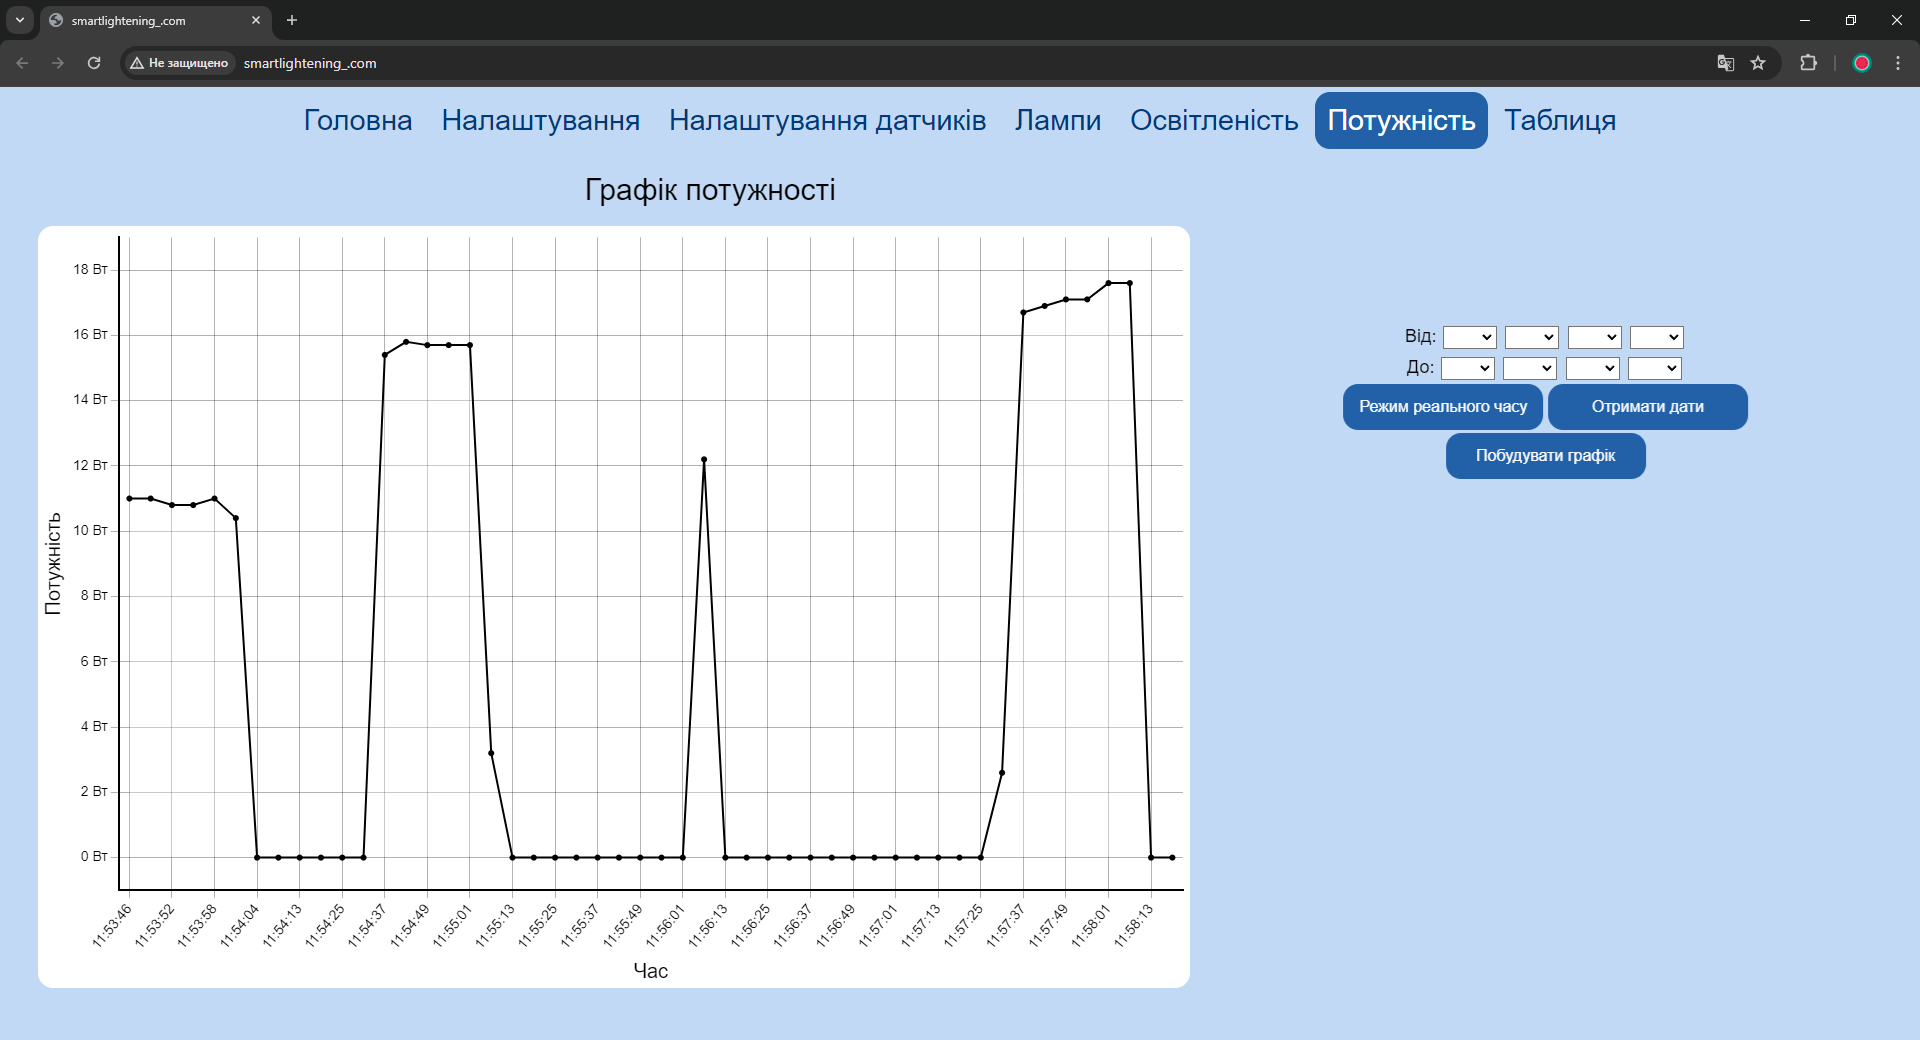 smartlightening_.com
Не защищено smartlightening_.com
Головна Налаштування Налаштування датчиків Лампи Освітленість Потужність Таблиця
Графік потужності
18 Вт
16 Вт
14 Вт
12 Вт
10 Вт
8 Вт
6 Вт
4 Вт
2 Вт
0 Вт
Потужність
11:53:46 11:53:52 11:53:58 11:54:04 11:54:13 11:54:25 11:54:37 11:54:49 11:55:01 11:55:13 11:55:25 11:55:37 11:55:49 11:56:01 11:56:13 11:56:25 11:56:37 11:56:49 11:57:01 11:57:13 11:57:25 11:57:37 11:57:49 11:58:01 11:58:13
Час
Від:
До:
Режим реального часу Отримати дати
Побудувати графік